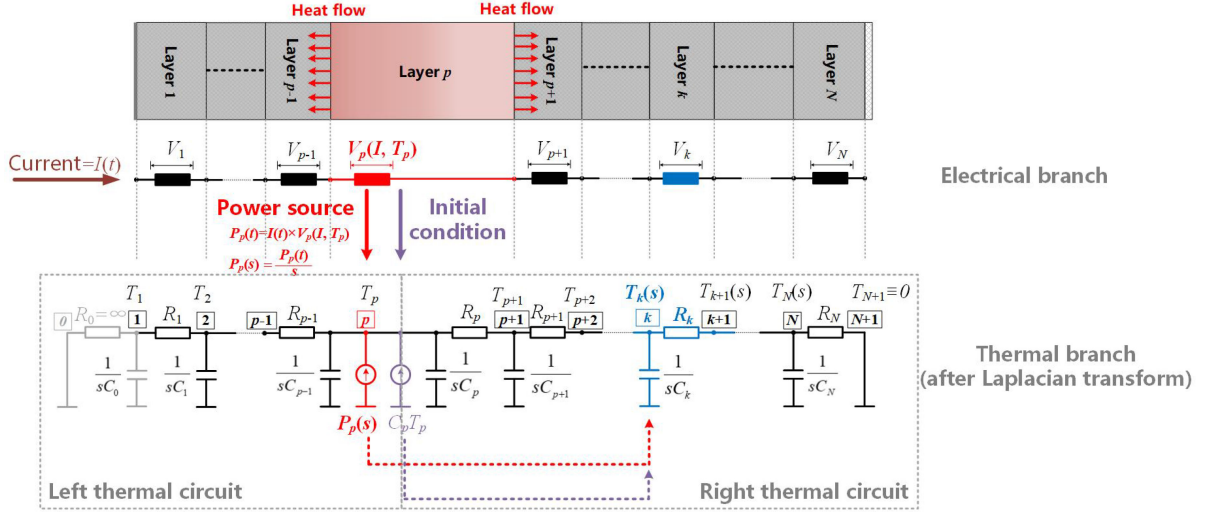 Heat flow
Heat flow
Layer 1
Layer p-1
Layer p
Layer p+1
Layer k
Layer N
Current=I(t)
V1
Vp-1
Vp(I, Tp)
Vp+1
Vk
VN
Electrical branch
Power source
Pp(t)=I(t)×Vp(I, Tp)
Pp(s) = Pp(t)/s
Initial
condition
T1
T2
Tp
Tp+1
Tp+2
Tk(s)
Tk+1(s)
TN(s)
TN+1≡0
0
R0=∞
1
R1
2
p-1
Rp-1
p
Rp
p+1
Rp+1
p+2
k
Rk
k+1
N
RN
N+1
1/sC0
1/sC1
1/sCp-1
1/sCp
1/sCp+1
1/sCk
1/sCN
Pp(s)
CpTp
Thermal branch
(after Laplacian transform)
Left thermal circuit
Right thermal circuit